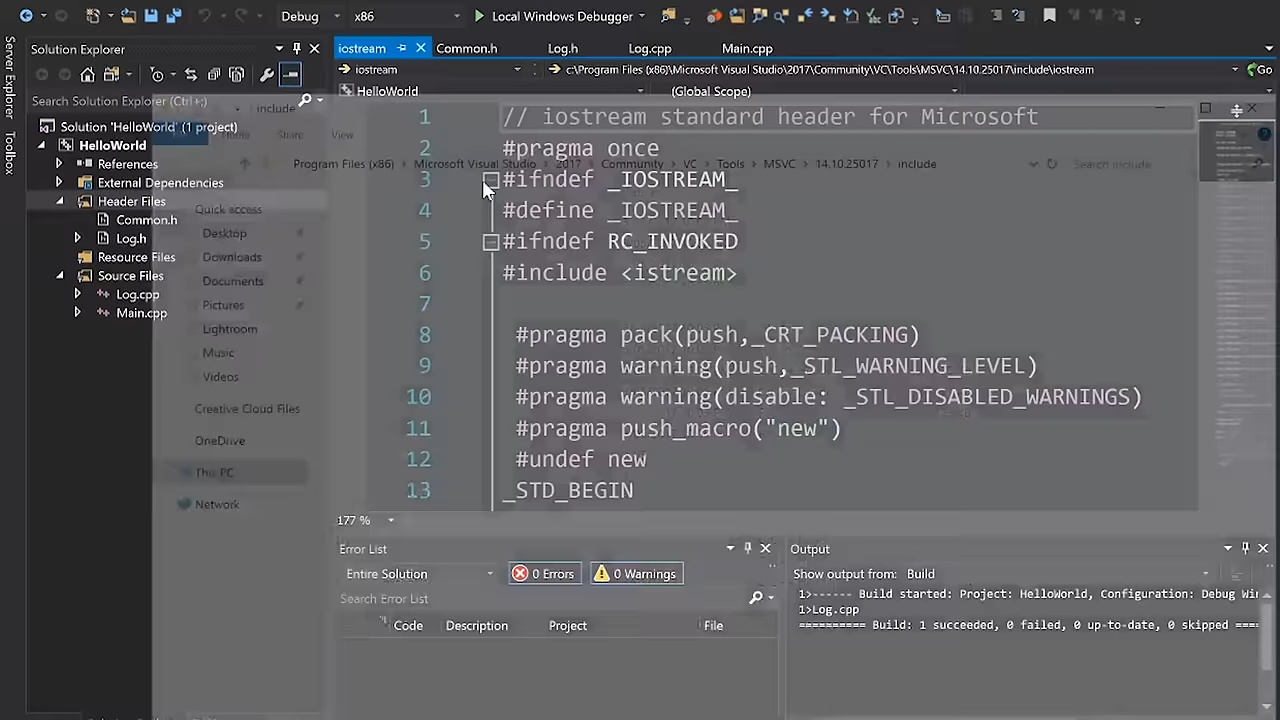 Debug
x86
Local Windows Debugger
Server Explorer
Toolbox
Solution Explorer
Search Solution Explorer (Ctrl+;)
Solution 'HelloWorld' (1 project)
HelloWorld
References
External Dependencies
Header Files
Common.h
Log.h
Resource Files
Source Files
Log.cpp
Main.cpp
include
Home
Share
View
Program Files (x86)
Microsoft Visual Studio
2017
Community
VC
Tools
MSVC
14.10.25017
include
Search include
Quick access
Desktop
Downloads
Documents
Pictures
Lightroom
Music
Videos
Creative Cloud Files
OneDrive
This PC
Network
iostream
Common.h
Log.h
Log.cpp
Main.cpp
iostream
c:\Program Files (x86)\Microsoft Visual Studio\2017\Community\VC\Tools\MSVC\14.10.25017\include\iostream
Go
HelloWorld
(Global Scope)
1 // iostream standard header for Microsoft
2 #pragma once
3 #ifndef _IOSTREAM_
4 #define _IOSTREAM_
5 #ifndef RC_INVOKED
6 #include <istream>
7
8 #pragma pack(push,_CRT_PACKING)
9 #pragma warning(push,_STL_WARNING_LEVEL)
10 #pragma warning(disable: _STL_DISABLED_WARNINGS)
11 #pragma push_macro("new")
12 #undef new
13 _STD_BEGIN
177 %
Error List
Entire Solution
0 Errors
0 Warnings
Search Error List
Code
Description
Project
File
Output
Show output from: Build
1>------ Build started: Project: HelloWorld, Configuration: Debug Wi
1>Log.cpp
========== Build: 1 succeeded, 0 failed, 0 up-to-date, 0 skipped ====